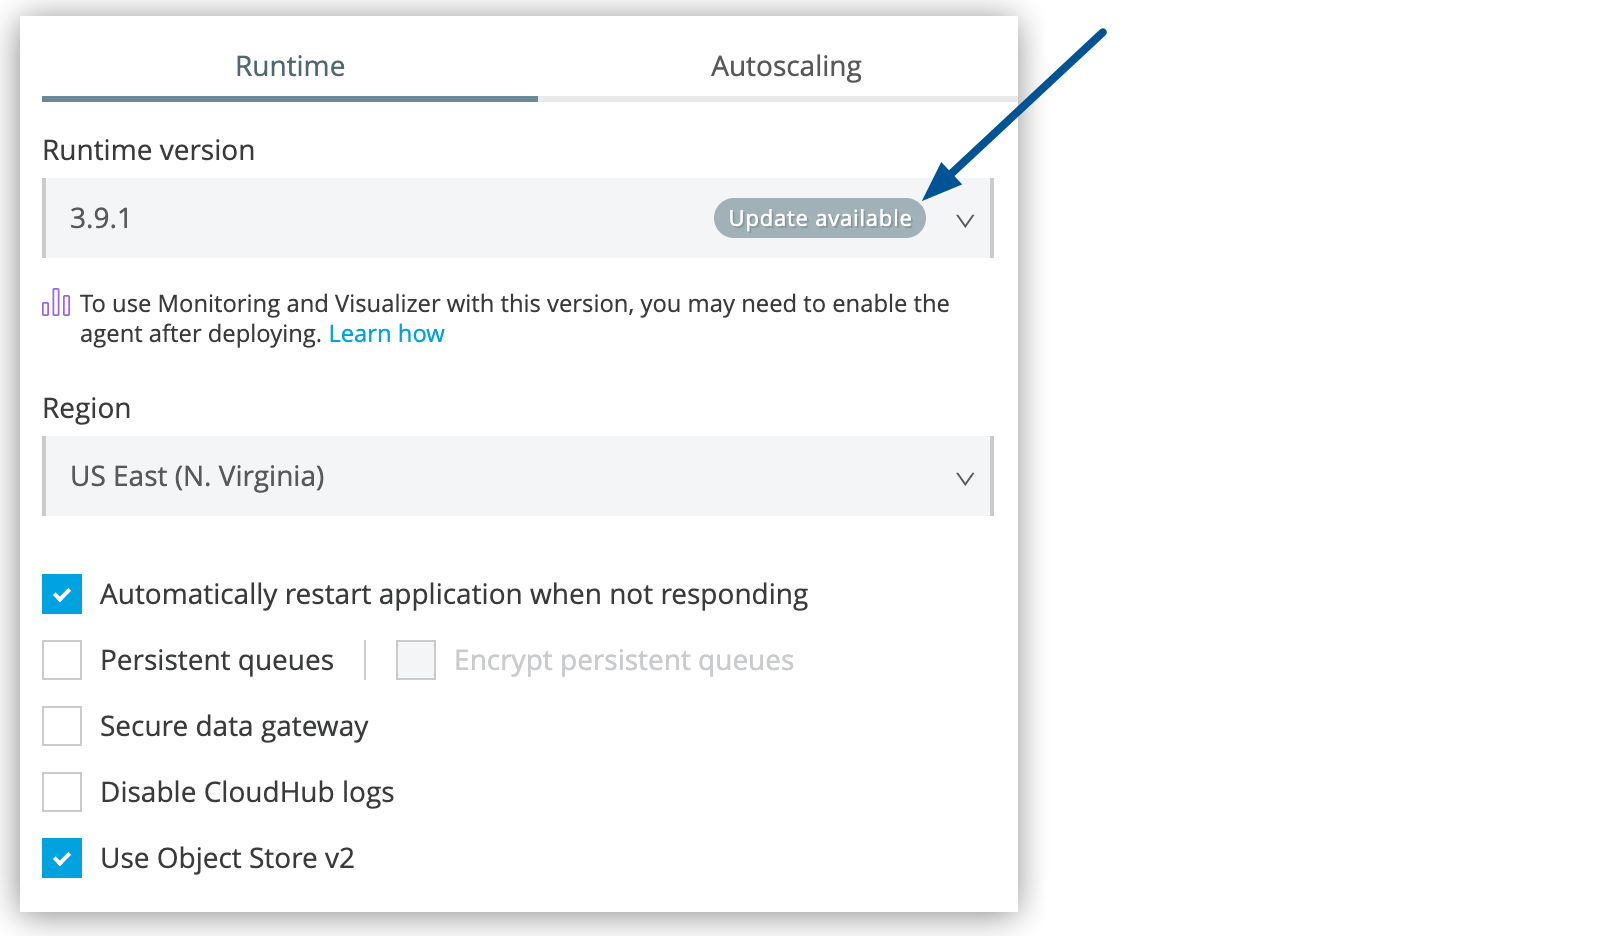 Runtime
Autoscaling
Runtime version
3.9.1
Update available
To use Monitoring and Visualizer with this version, you may need to enable the
agent after deploying. Learn how
Region
US East (N. Virginia)
Automatically restart application when not responding
Persistent queues
Encrypt persistent queues
Secure data gateway
Disable CloudHub logs
Use Object Store v2